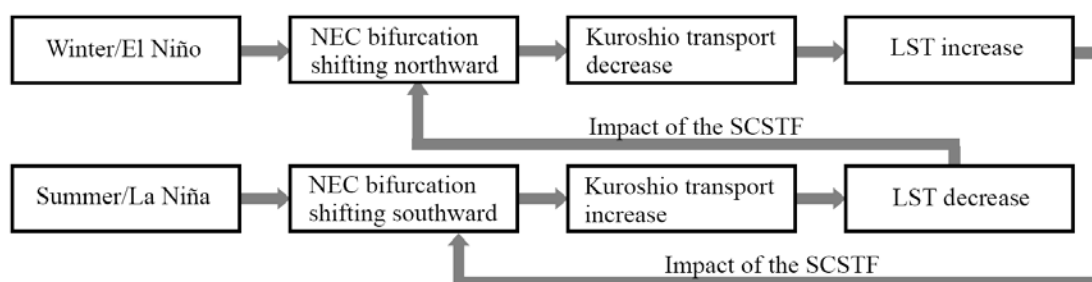 Winter/El Niño
NEC bifurcation
shifting northward
Kuroshio transport
decrease
LST increase
Impact of the SCSTF
Summer/La Niña
NEC bifurcation
shifting southward
Kuroshio transport
increase
LST decrease
Impact of the SCSTF